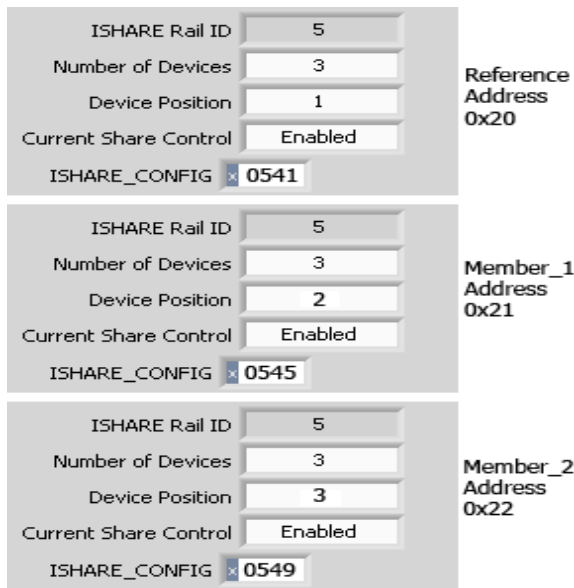 ISHARE Rail ID 5
Number of Devices 3
Device Position 1
Current Share Control Enabled
ISHARE_CONFIG x 0541
Reference
Address
0x20
ISHARE Rail ID 5
Number of Devices 3
Device Position 2
Current Share Control Enabled
ISHARE_CONFIG x 0545
Member_1
Address
0x21
ISHARE Rail ID 5
Number of Devices 3
Device Position 3
Current Share Control Enabled
ISHARE_CONFIG x 0549
Member_2
Address
0x22